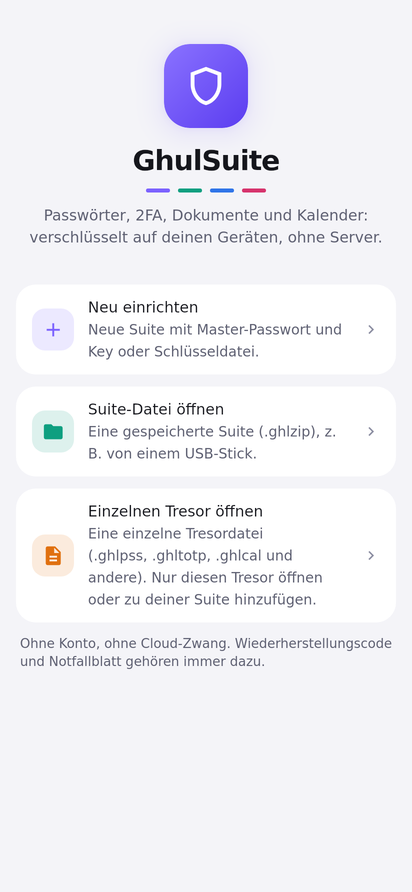 GhulSuite
Passwörter, 2FA, Dokumente und Kalender:
verschlüsselt auf deinen Geräten, ohne Server.
Neu einrichten
Neue Suite mit Master-Passwort und
Key oder Schlüsseldatei.
Suite-Datei öffnen
Eine gespeicherte Suite (.ghlzip), z.
B. von einem USB-Stick.
Einzelnen Tresor öffnen
Eine einzelne Tresordatei
(.ghlpss, .ghltotp, .ghlcal und
andere). Nur diesen Tresor öffnen
oder zu deiner Suite hinzufügen.
Ohne Konto, ohne Cloud-Zwang. Wiederherstellungscode
und Notfallblatt gehören immer dazu.